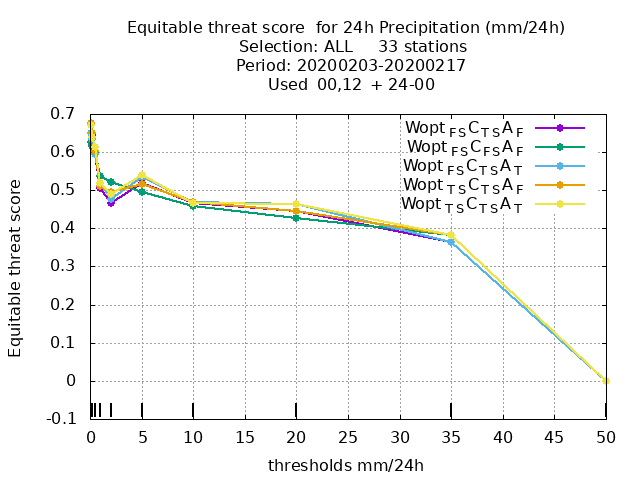 Equitable threat score  for 24h Precipitation (mm/24h)
Selection: ALL     33 stations
Period: 20200203-20200217
Used  00,12  + 24-00
Wopt FS C TS A F
Wopt FS C FS A F
Wopt FS C TS A T
Wopt TS C TS A F
Wopt TS C TS A T
0.7
0.6
0.5
0.4
0.3
0.2
0.1
0
-0.1
Equitable threat score
0 5 10 15 20 25 30 35 40 45 50
thresholds mm/24h